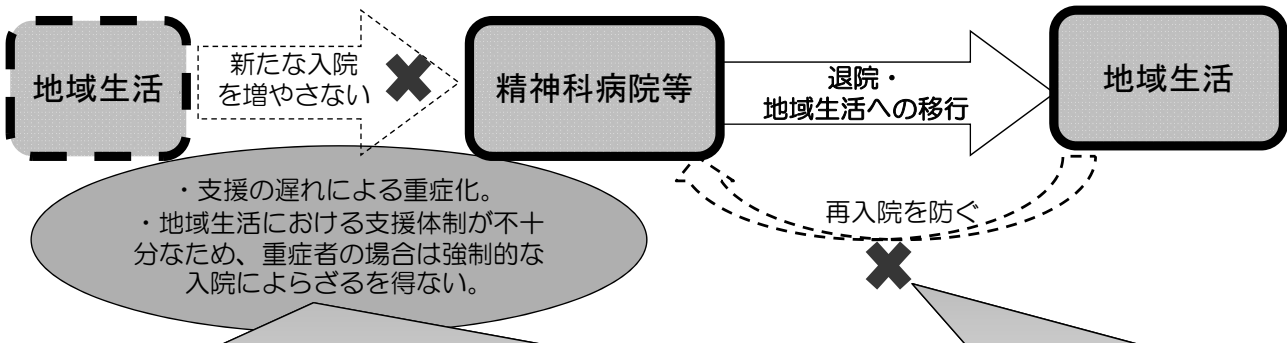 地域生活
新たな入院
を増やさない
精神科病院等
退院・
地域生活への移行
地域生活
・支援の遅れによる重症化。
・地域生活における支援体制が不十
分なため、重症者の場合は強制的な
入院によらざるを得ない。
再入院を防ぐ